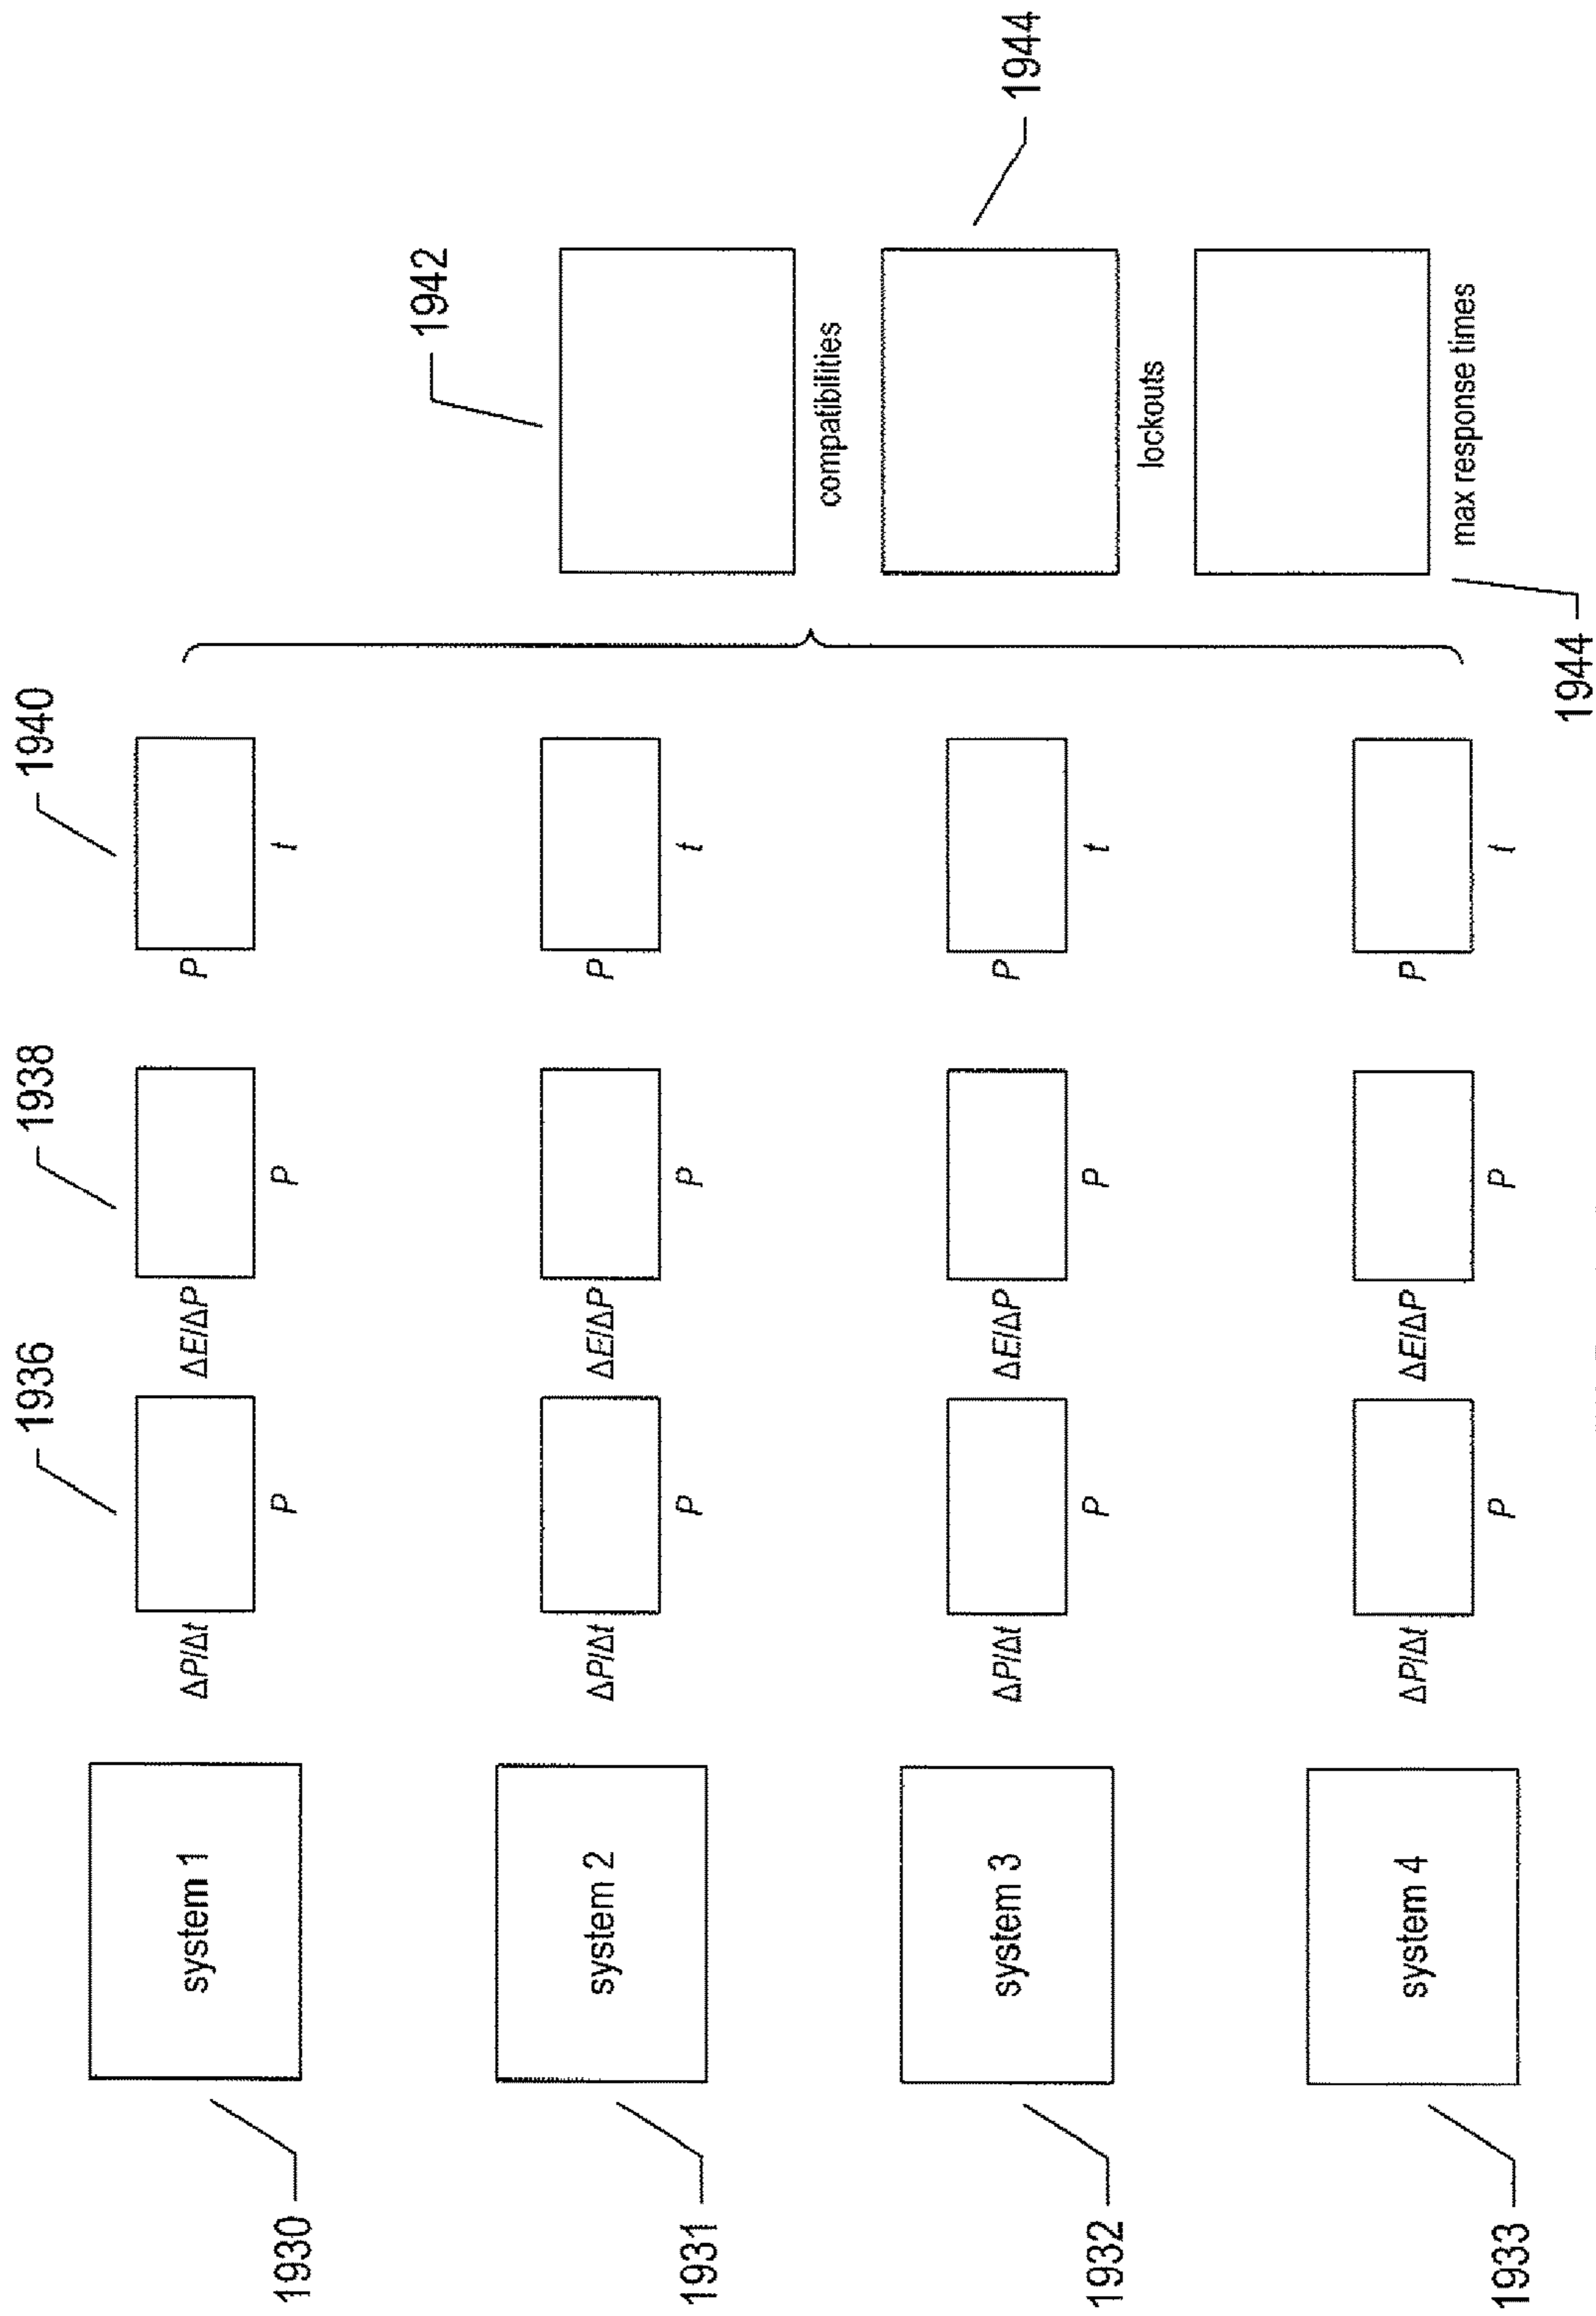 1936
1938
1940
1930
system 1
ΔP/Δt
P
ΔE/ΔP
P
P
t
1942
compatibilities
1931
system 2
ΔP/Δt
P
ΔE/ΔP
P
P
t
1944
lockouts
1932
system 3
ΔP/Δt
P
ΔE/ΔP
P
P
t
max response times
1944
1933
system 4
ΔP/Δt
P
ΔE/ΔP
P
P
t